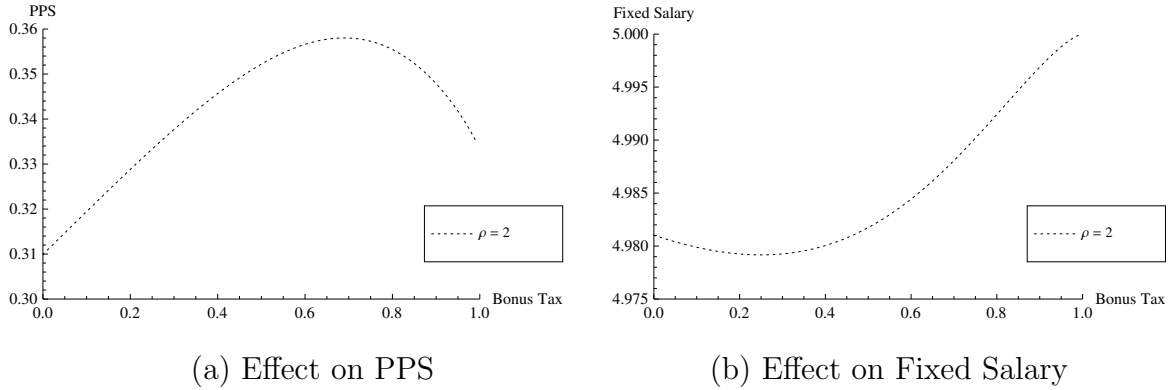 PPS
0.36
0.35
0.34
0.33
0.32
0.31
0.30
0.0 0.2 0.4 0.6 0.8 1.0
Bonus Tax
ρ = 2
(a) Effect on PPS
Fixed Salary
5.000
4.995
4.990
4.985
4.980
4.975
0.0 0.2 0.4 0.6 0.8 1.0
Bonus Tax
ρ = 2
(b) Effect on Fixed Salary